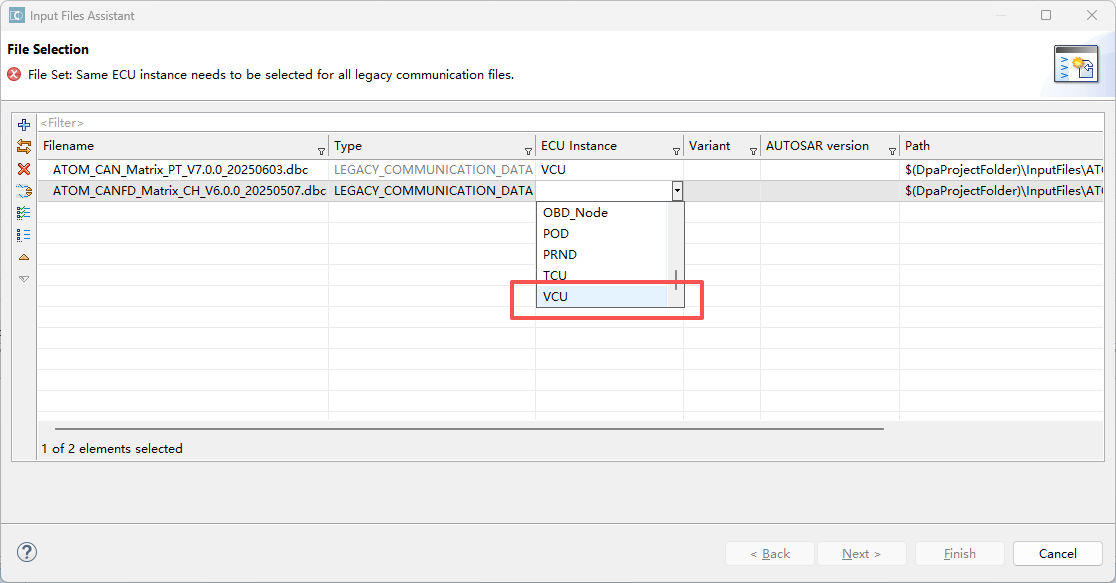 Input Files Assistant
File Selection
File Set: Same ECU instance needs to be selected for all legacy communication files.
<Filter>
Filename Type ECU Instance Variant AUTOSAR version Path
ATOM_CAN_Matrix_PT_V7.0.0_20250603.dbc LEGACY_COMMUNICATION_DATA VCU $(DpaProjectFolder)\InputFiles\ATO
ATOM_CANFD_Matrix_CH_V6.0.0_20250507.dbc LEGACY_COMMUNICATION_DATA $(DpaProjectFolder)\InputFiles\ATO
OBD_Node
POD
PRND
TCU
VCU
1 of 2 elements selected
?
< Back Next > Finish Cancel